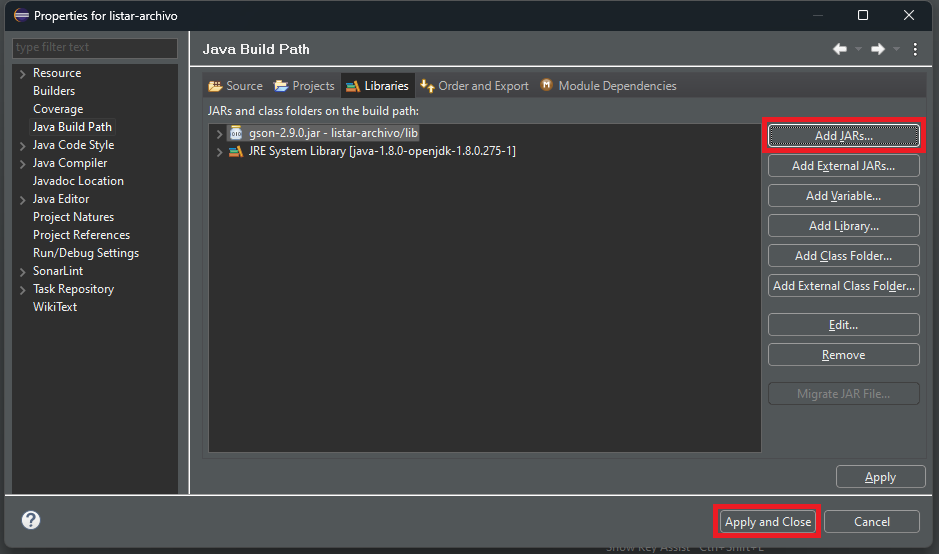 Properties for listar-archivo
type filter text
Resource
Builders
Coverage
Java Build Path
Java Code Style
Java Compiler
Javadoc Location
Java Editor
Project Natures
Project References
Run/Debug Settings
SonarLint
Task Repository
WikiText
Java Build Path
Source
Projects
Libraries
Order and Export
Module Dependencies
JARs and class folders on the build path:
gson-2.9.0.jar - listar-archivo/lib
JRE System Library [java-1.8.0-openjdk-1.8.0.275-1]
Add JARs...
Add External JARs...
Add Variable...
Add Library...
Add Class Folder...
Add External Class Folder...
Edit...
Remove
Migrate JAR File...
Apply
Apply and Close
Cancel
Show Key Assist Ctrl+Shift+L